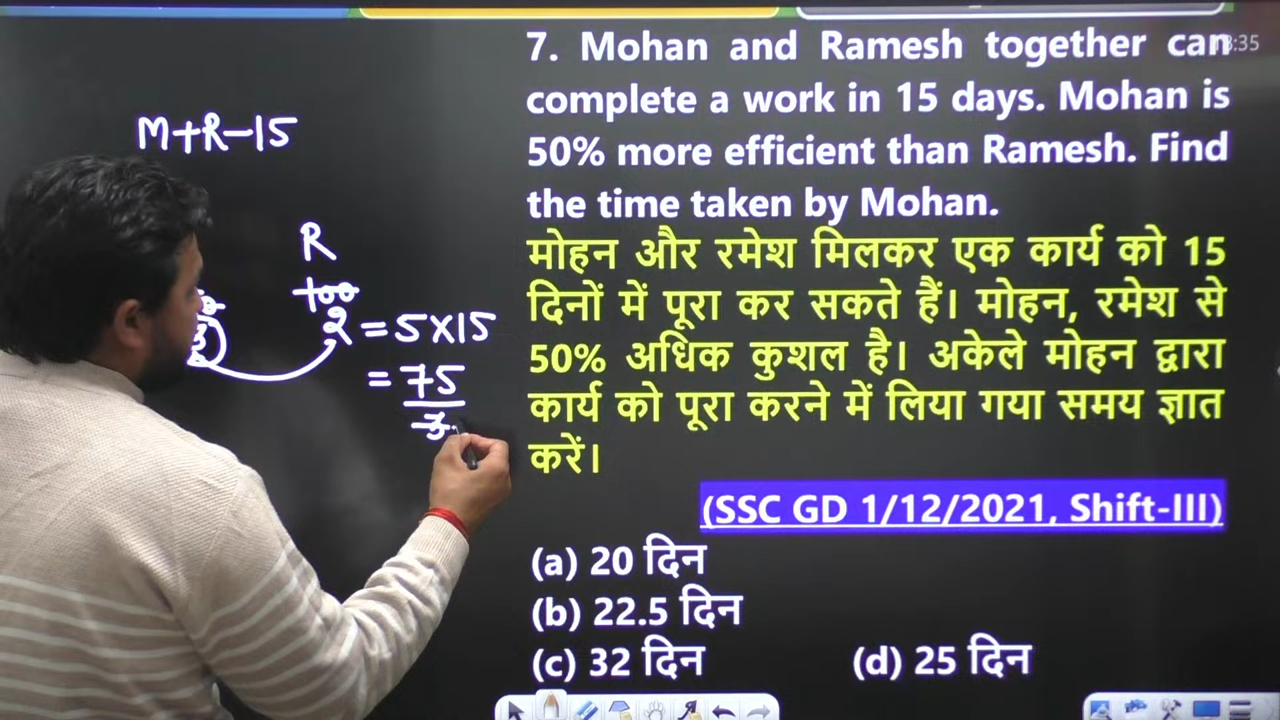 7. Mohan and Ramesh together can
complete a work in 15 days. Mohan is
50% more efficient than Ramesh. Find
the time taken by Mohan.
मोहन और रमेश मिलकर एक कार्य को 15
दिनों में पूरा कर सकते हैं। मोहन, रमेश से
50% अधिक कुशल है। अकेले मोहन द्वारा
कार्य को पूरा करने में लिया गया समय ज्ञात
करें।
(SSC GD 1/12/2021, Shift-III)
(a) 20 दिन
(b) 22.5 दिन
(c) 32 दिन (d) 25 दिन
M+R-15
R
100
2 = 5×15
= 75
3